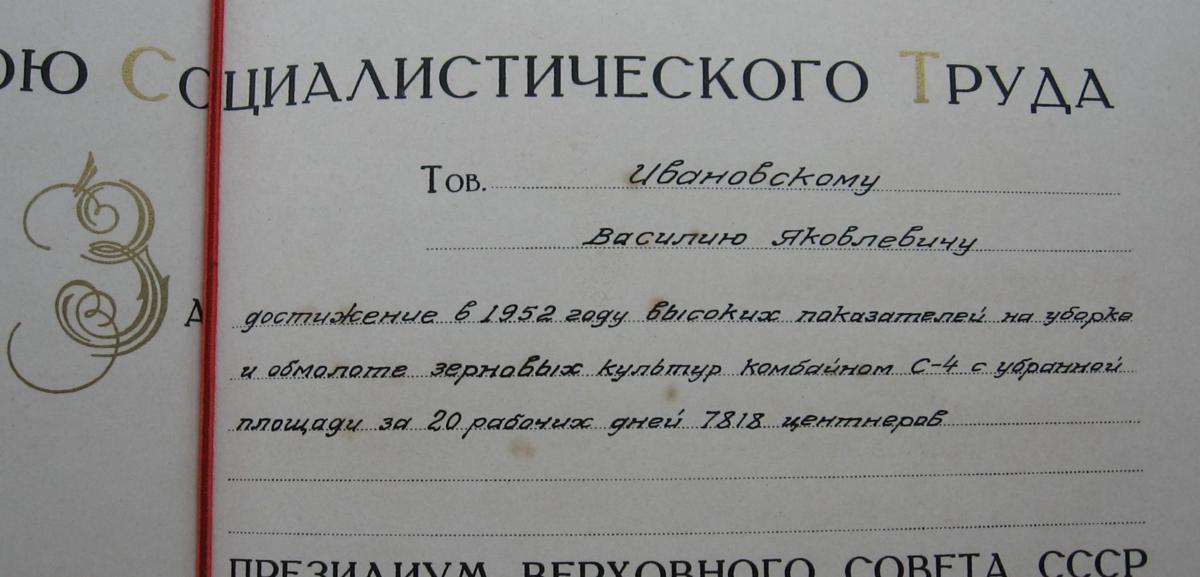 ОЮ СОЦИАЛИСТИЧЕСКОГО ТРУДА
Тов. Ивановскому
Василию Яковлевичу
ЗА достижение в 1952 году высоких показателей на уборке
и обмолоте зерновых культур комбайном С-4 с убранной
площади за 20 рабочих дней 7818 центнеров
ПРЕЗИДИУМ ВЕРХОВНОГО СОВЕТА СССР